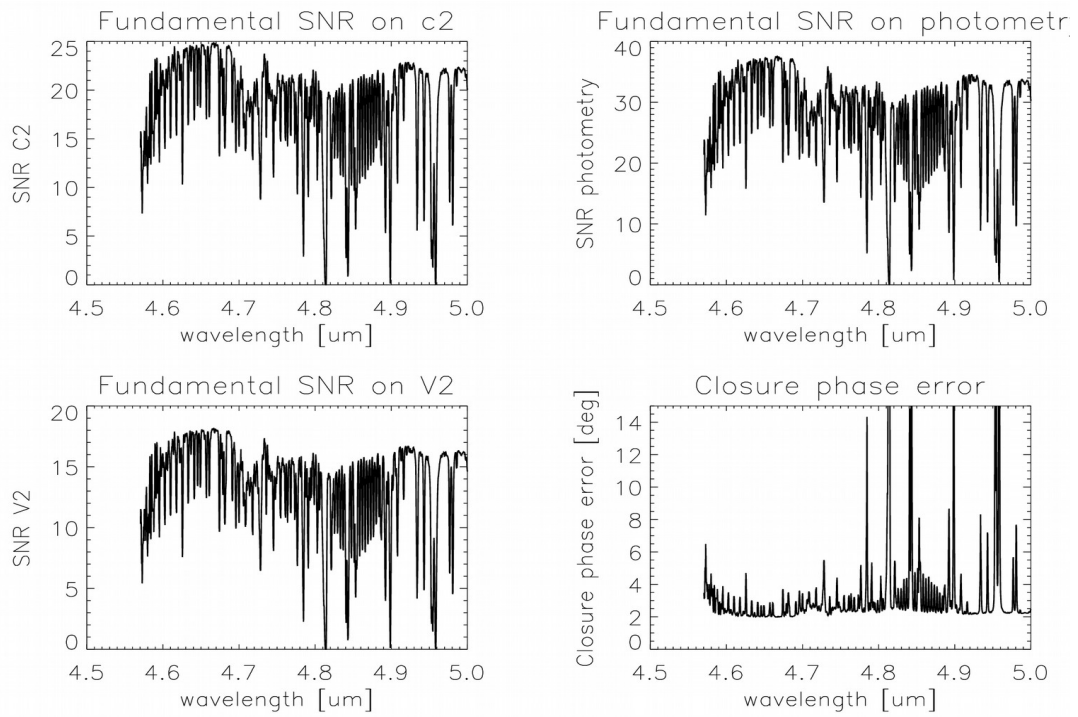 Fundamental SNR on c2
SNR C2
25
20
15
10
5
0
4.5 4.6 4.7 4.8 4.9 5.0
wavelength [um]
Fundamental SNR on photometry
SNR photometry
40
30
20
10
0
4.5 4.6 4.7 4.8 4.9 5.0
wavelength [um]
Fundamental SNR on V2
SNR V2
20
15
10
5
0
4.5 4.6 4.7 4.8 4.9 5.0
wavelength [um]
Closure phase error
Closure phase error [deg]
14
12
10
8
6
4
2
0
4.5 4.6 4.7 4.8 4.9 5.0
wavelength [um]